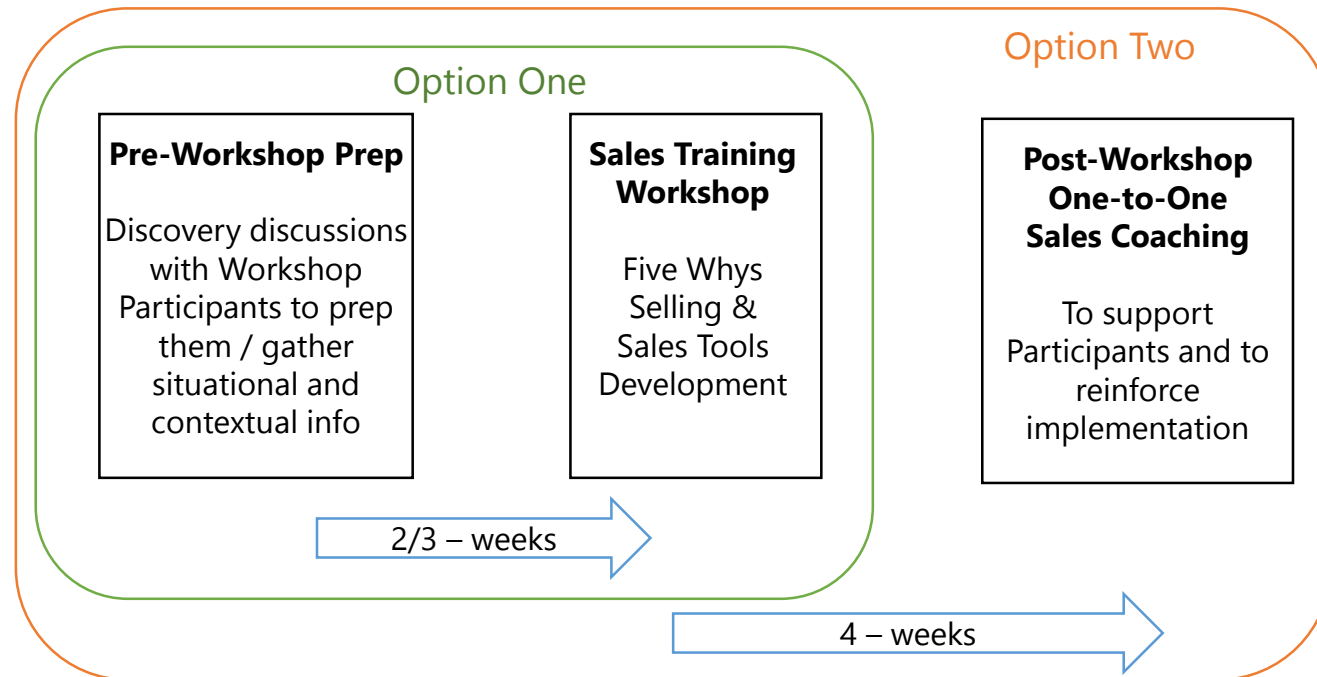 Option Two
Option One
Pre-Workshop Prep
Discovery discussions
with Workshop
Participants to prep
them / gather
situational and
contextual info
Sales Training
Workshop
Five Whys
Selling &
Sales Tools
Development
Post-Workshop
One-to-One
Sales Coaching
To support
Participants and to
reinforce
implementation
2/3 – weeks
4 – weeks